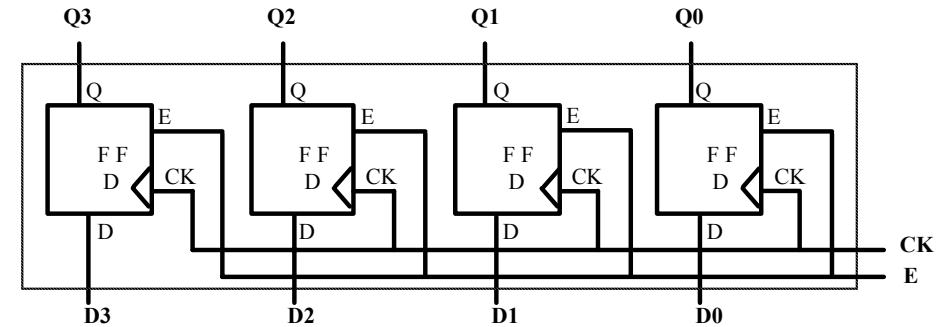 Q3 Q2 Q1 Q0
Q Q Q Q
E E E E
F F F F F F F F
D CK D CK D CK D CK
D D D D
CK
E
D3 D2 D1 D0